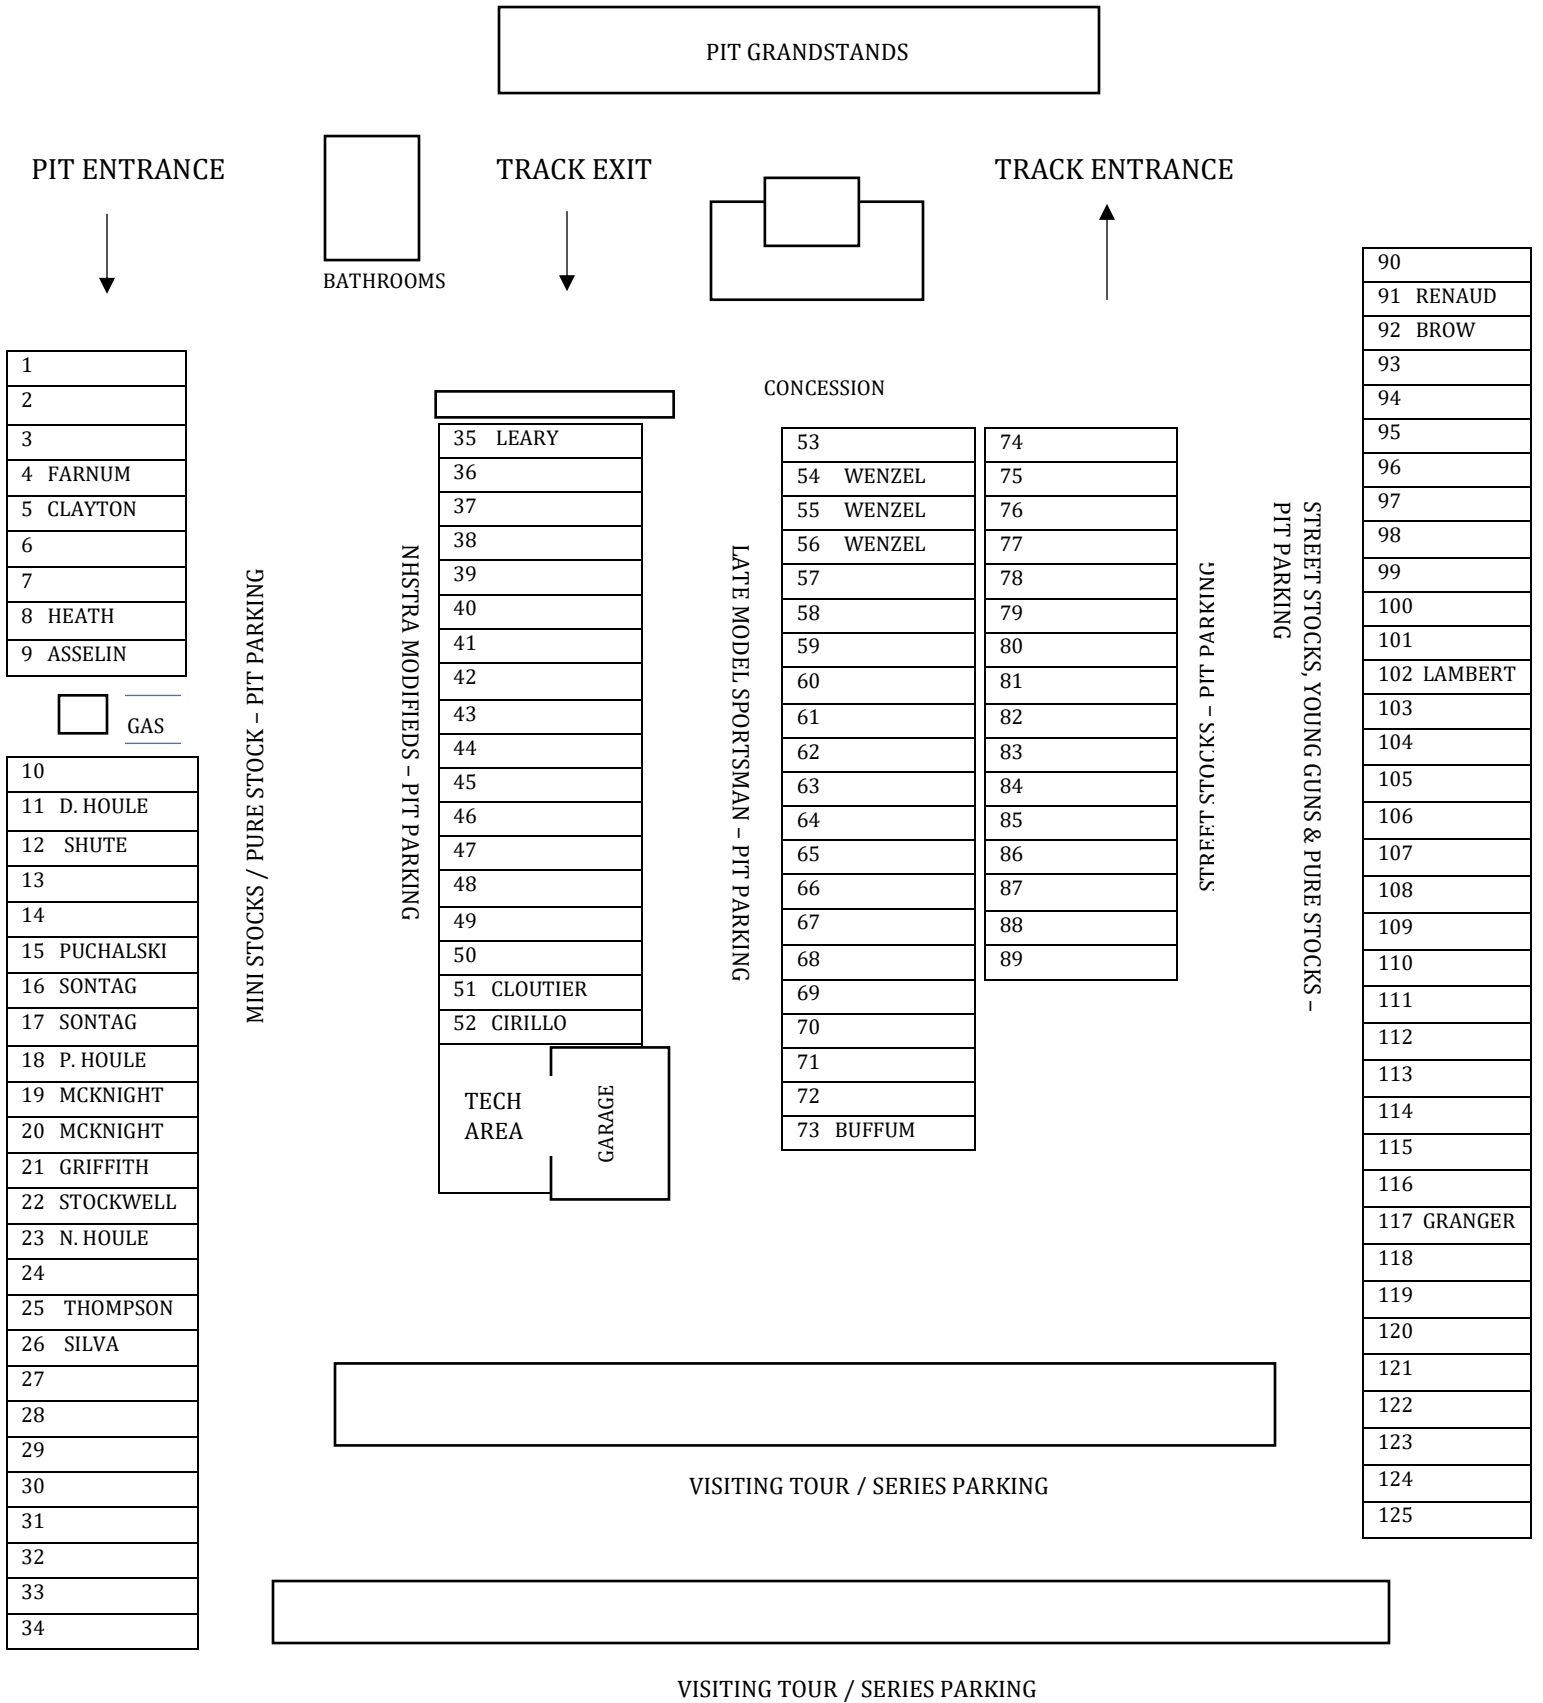 PIT GRANDSTANDS
PIT ENTRANCE
TRACK EXIT
TRACK ENTRANCE
BATHROOMS
CONCESSION
1
2
3
4 FARNUM
5 CLAYTON
6
7
8 HEATH
9 ASSELIN
GAS
10
11 D. HOULE
12 SHUTE
13
14
15 PUCHALSKI
16 SONTAG
17 SONTAG
18 P. HOULE
19 MCKNIGHT
20 MCKNIGHT
21 GRIFFITH
22 STOCKWELL
23 N. HOULE
24
25 THOMPSON
26 SILVA
27
28
29
30
31
32
33
34
MINI STOCKS / PURE STOCK – PIT PARKING
NHSTRA MODIFIEDS – PIT PARKING
35 LEARY
36
37
38
39
40
41
42
43
44
45
46
47
48
49
50
51 CLOUTIER
52 CIRILLO
TECH
AREA
GARAGE
LATE MODEL SPORTSMAN – PIT PARKING
53
54 WENZEL
55 WENZEL
56 WENZEL
57
58
59
60
61
62
63
64
65
66
67
68
69
70
71
72
73 BUFFUM
74
75
76
77
78
79
80
81
82
83
84
85
86
87
88
89
STREET STOCKS – PIT PARKING
STREET STOCKS, YOUNG GUNS & PURE STOCKS –
PIT PARKING
90
91 RENAUD
92 BROW
93
94
95
96
97
98
99
100
101
102 LAMBERT
103
104
105
106
107
108
109
110
111
112
113
114
115
116
117 GRANGER
118
119
120
121
122
123
124
125
VISITING TOUR / SERIES PARKING
VISITING TOUR / SERIES PARKING